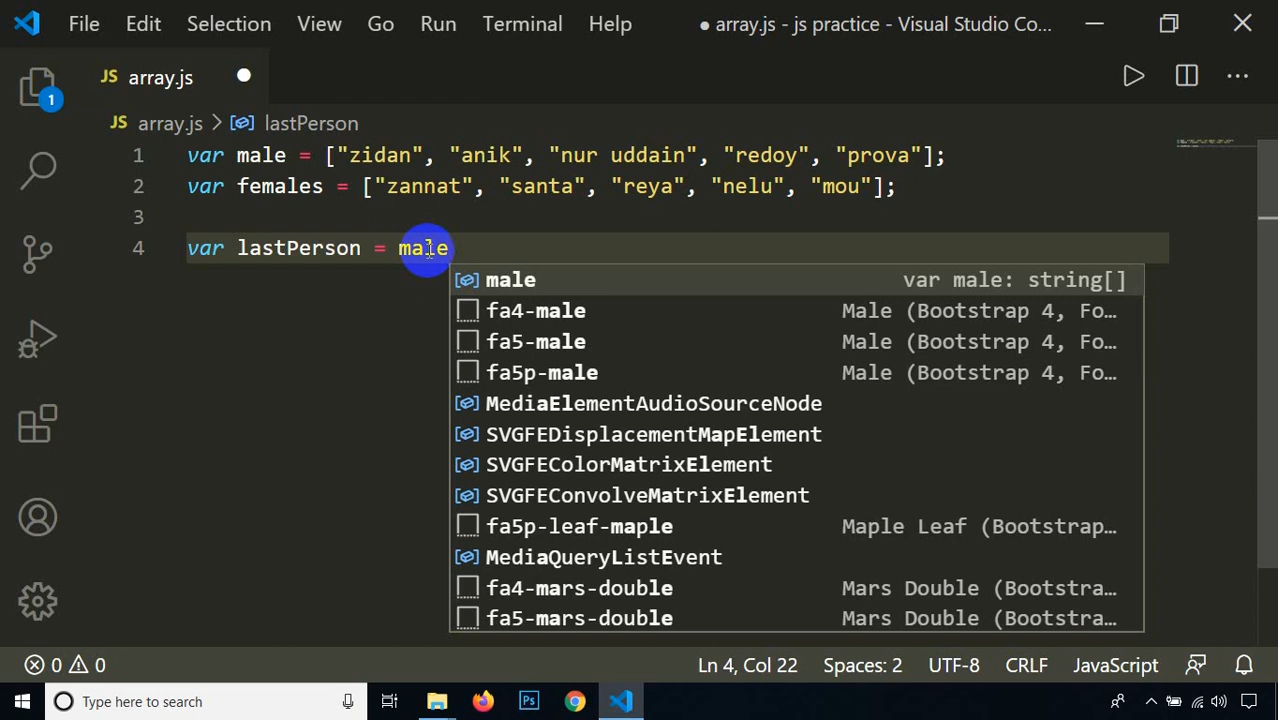 File Edit Selection View Go Run Terminal Help ● array.js - js practice - Visual Studio Co...
JS array.js
1
JS array.js > lastPerson
1 var male = ["zidan", "anik", "nur uddain", "redoy", "prova"];
2 var females = ["zannat", "santa", "reya", "nelu", "mou"];
3
4 var lastPerson = male
male var male: string[]
fa4-male Male (Bootstrap 4, Fo...
fa5-male Male (Bootstrap 4, Fo...
fa5p-male Male (Bootstrap 4, Fo...
MediaElementAudioSourceNode
SVGFEDisplacementMapElement
SVGFEColorMatrixElement
SVGFEConvolveMatrixElement
fa5p-leaf-maple Maple Leaf (Bootstrap...
MediaQueryListEvent
fa4-mars-double Mars Double (Bootstra...
fa5-mars-double Mars Double (Bootstra...
0 0 Ln 4, Col 22 Spaces: 2 UTF-8 CRLF JavaScript
Type here to search Ps